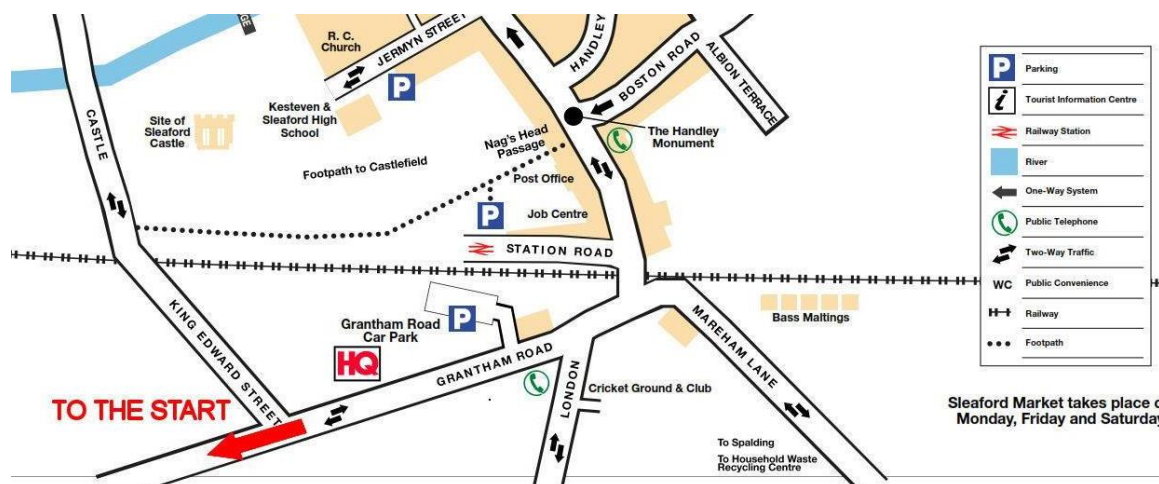 R. C.
Church
JERMYN STREET
P
HANDLEY
BOSTON ROAD
ALBION TERRACE
CASTLE
Site of
Sleaford
Castle
Kesteven &
Sleaford High
School
Nag's Head
Passage
The Handley
Monument
Footpath to Castlefield
Post Office
P
Job Centre
STATION ROAD
KING EDWARD STREET
Grantham Road
Car Park
P
HQ
GRANTHAM ROAD
LONDON
MAREHAM LANE
Bass Maltings
Cricket Ground & Club
TO THE START
To Spalding
To Household Waste
Recycling Centre
P Parking
i Tourist Information Centre
Railway Station
River
One-Way System
Public Telephone
Two-Way Traffic
WC Public Convenience
Railway
Footpath
Sleaford Market takes place
Monday, Friday and Saturday